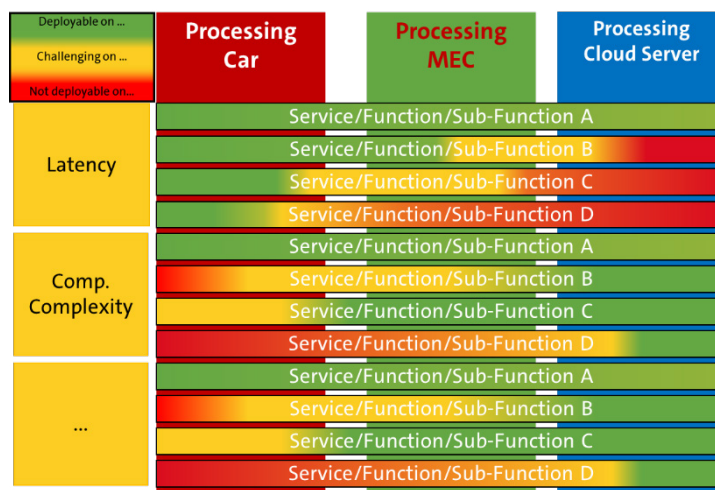 Deployable on ...
Challenging on ...
Not deployable on...
Processing
Car
Processing
MEC
Processing
Cloud Server
Latency
Service/Function/Sub-Function A
Service/Function/Sub-Function B
Service/Function/Sub-Function C
Service/Function/Sub-Function D
Comp.
Complexity
Service/Function/Sub-Function A
Service/Function/Sub-Function B
Service/Function/Sub-Function C
Service/Function/Sub-Function D
...
Service/Function/Sub-Function A
Service/Function/Sub-Function B
Service/Function/Sub-Function C
Service/Function/Sub-Function D